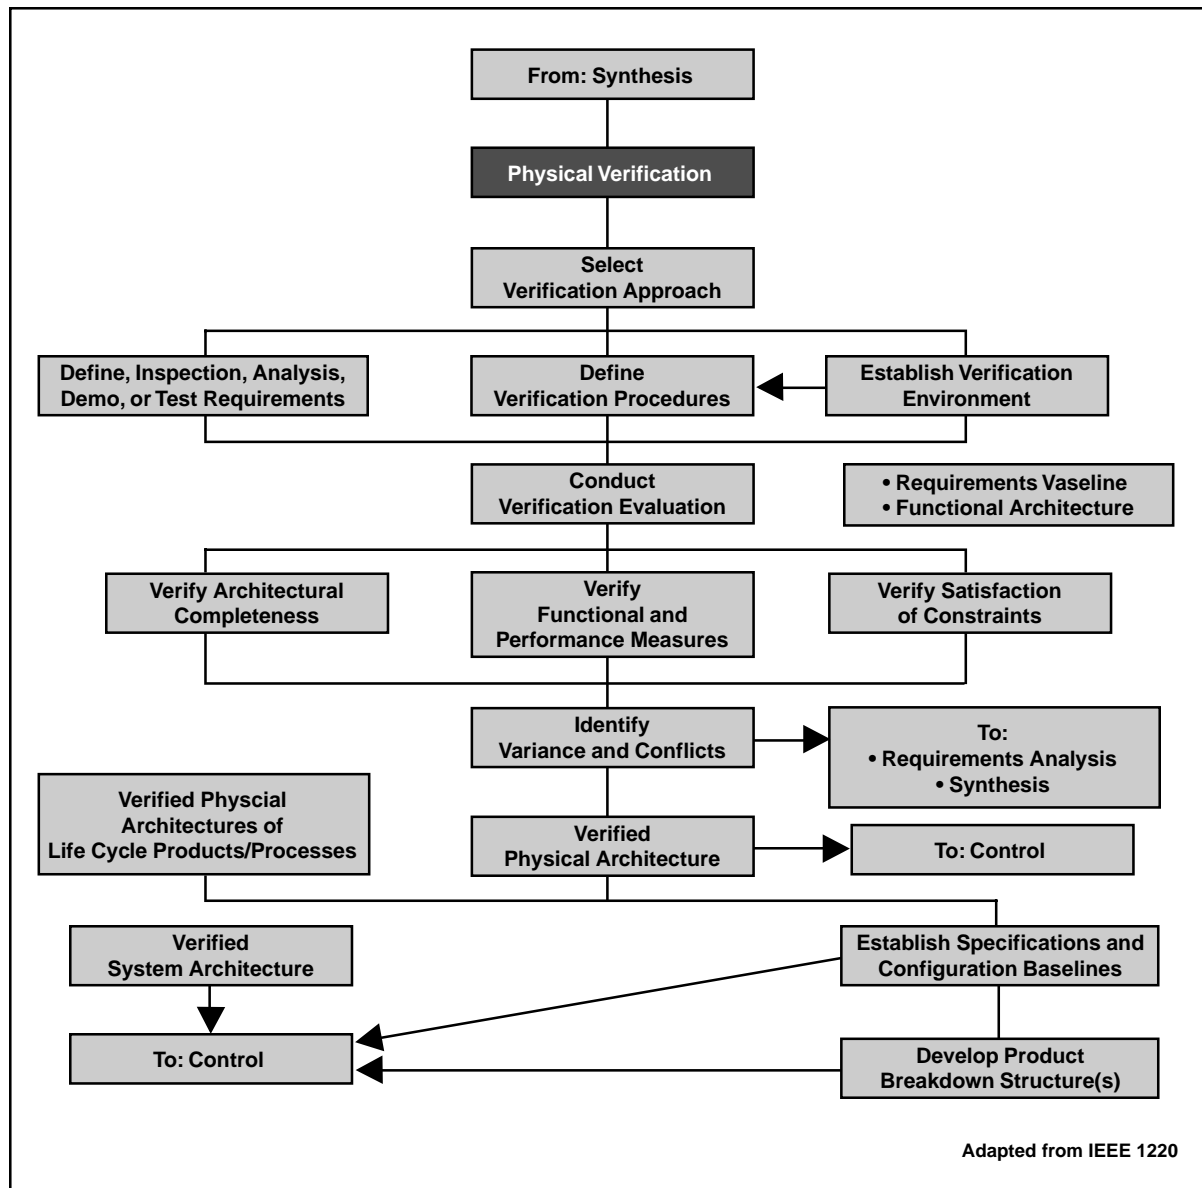 From: Synthesis
Physical Verification
Select
Verification Approach
Define, Inspection, Analysis,
Demo, or Test Requirements
Define
Verification Procedures
Establish Verification
Environment
Conduct
Verification Evaluation
• Requirements Vaseline
• Functional Architecture
Verify Architectural
Completeness
Verify
Functional and
Performance Measures
Verify Satisfaction
of Constraints
Identify
Variance and Conflicts
To:
• Requirements Analysis
• Synthesis
Verified Physcial
Architectures of
Life Cycle Products/Processes
Verified
Physical Architecture
To: Control
Verified
System Architecture
Establish Specifications and
Configuration Baselines
To: Control
Develop Product
Breakdown Structure(s)
Adapted from IEEE 1220